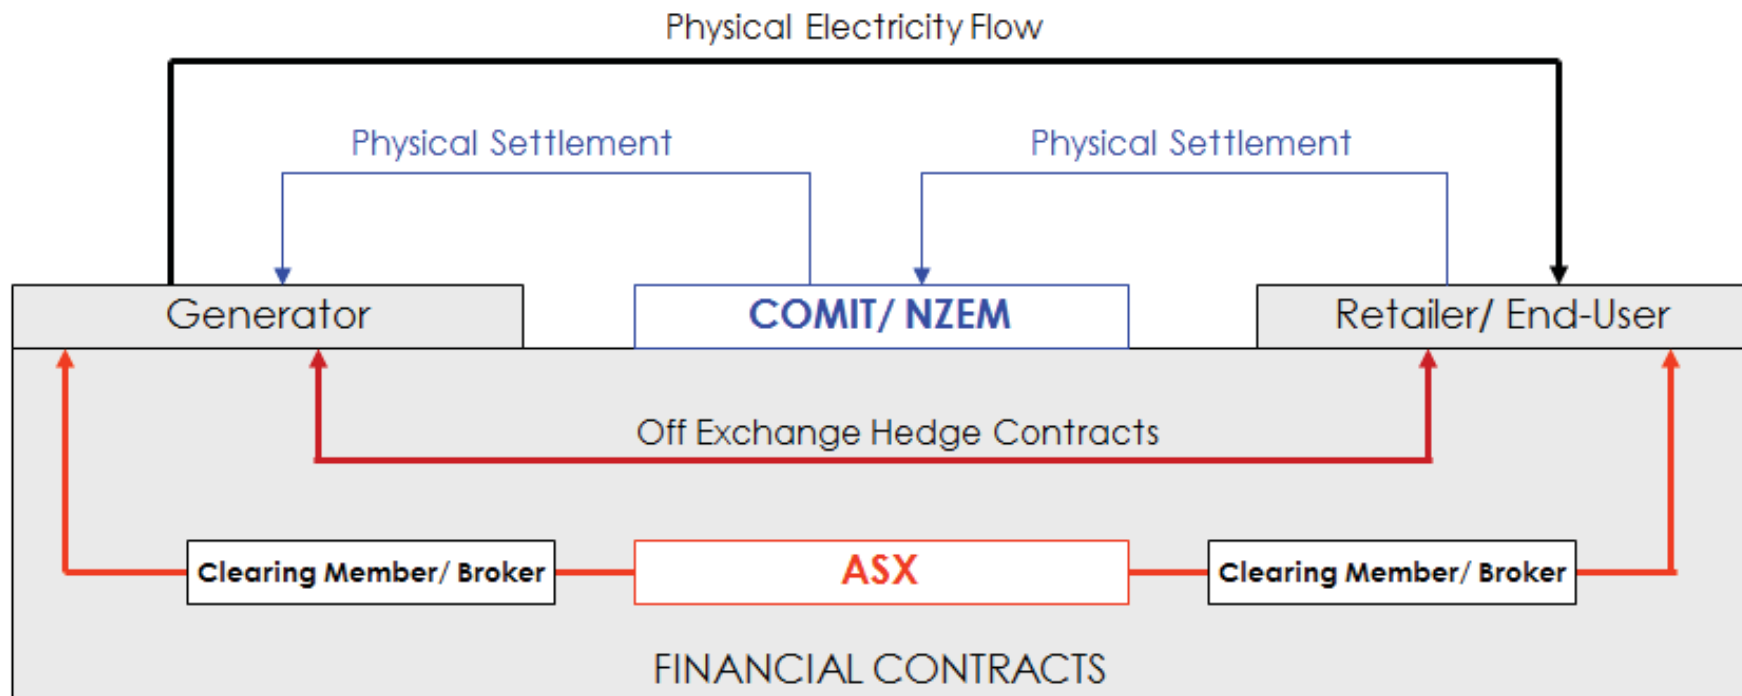 Physical Electricity Flow
Physical Settlement
Physical Settlement
Generator
COMIT/ NZEM
Retailer/ End-User
Off Exchange Hedge Contracts
Clearing Member/ Broker
ASX
Clearing Member/ Broker
FINANCIAL CONTRACTS